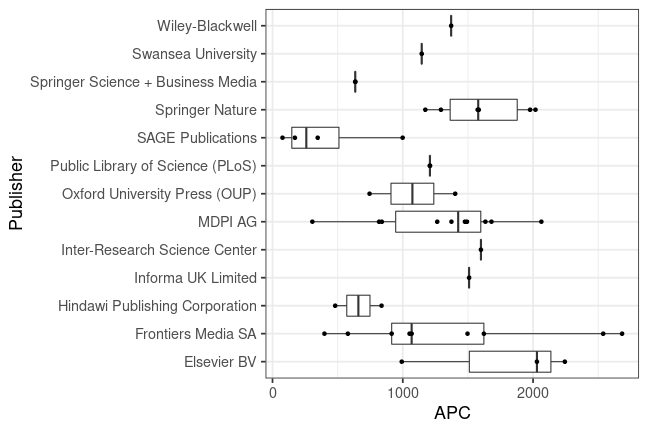 Publisher
Wiley-Blackwell
Swansea University
Springer Science + Business Media
Springer Nature
SAGE Publications
Public Library of Science (PLoS)
Oxford University Press (OUP)
MDPI AG
Inter-Research Science Center
Informa UK Limited
Hindawi Publishing Corporation
Frontiers Media SA
Elsevier BV
0 1000 2000
APC